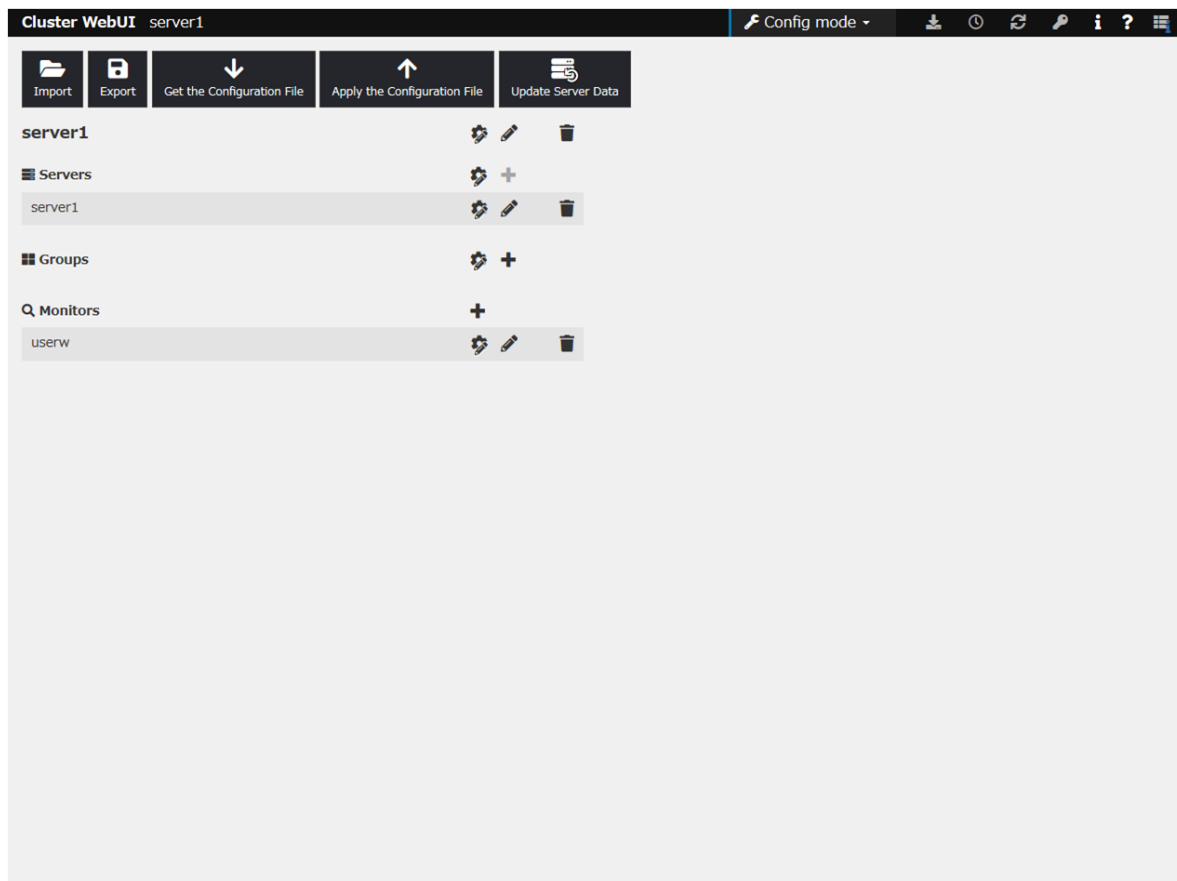 Cluster WebUI server1 Config mode
Import Export Get the Configuration File Apply the Configuration File Update Server Data
server1
Servers
server1
Groups
Monitors
userw